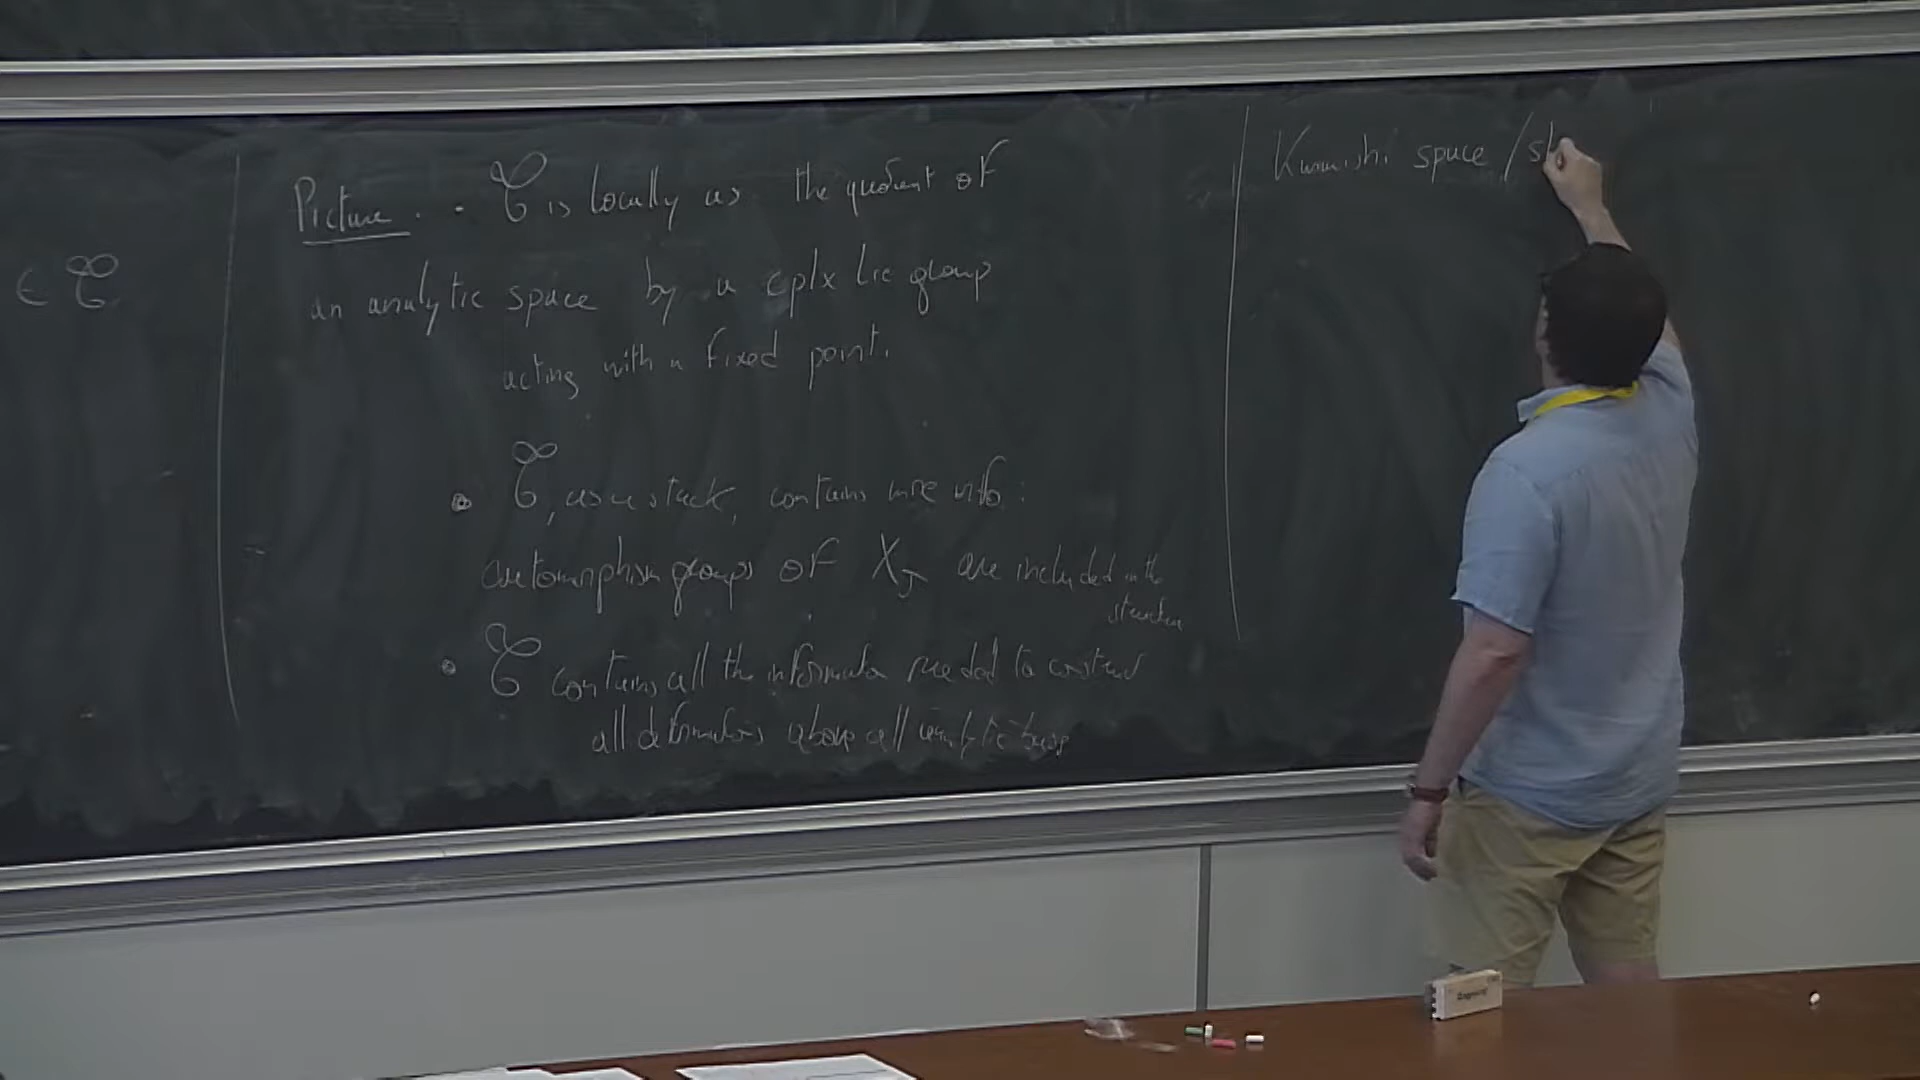 ∈ 𝒯
Picture . • 𝒯 is locally as the quotient of
an analytic space by a cplx Lie group
acting with a fixed point.
• 𝒯, as a stack, contains more info :
automorphism groups of X_J are included in the
structure
• 𝒯 contains all the information needed to construct
all deformations above all analytic base
Kuranishi space / st